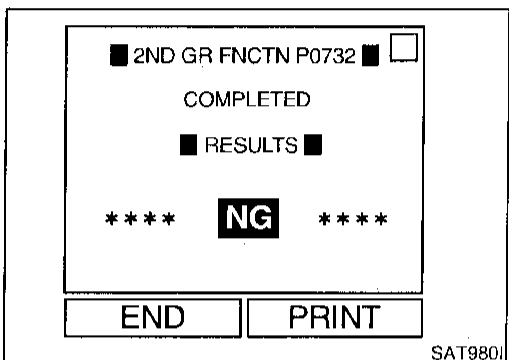 2ND GR FNCTN P0732
COMPLETED
RESULTS
**** NG ****
END PRINT
SAT980I